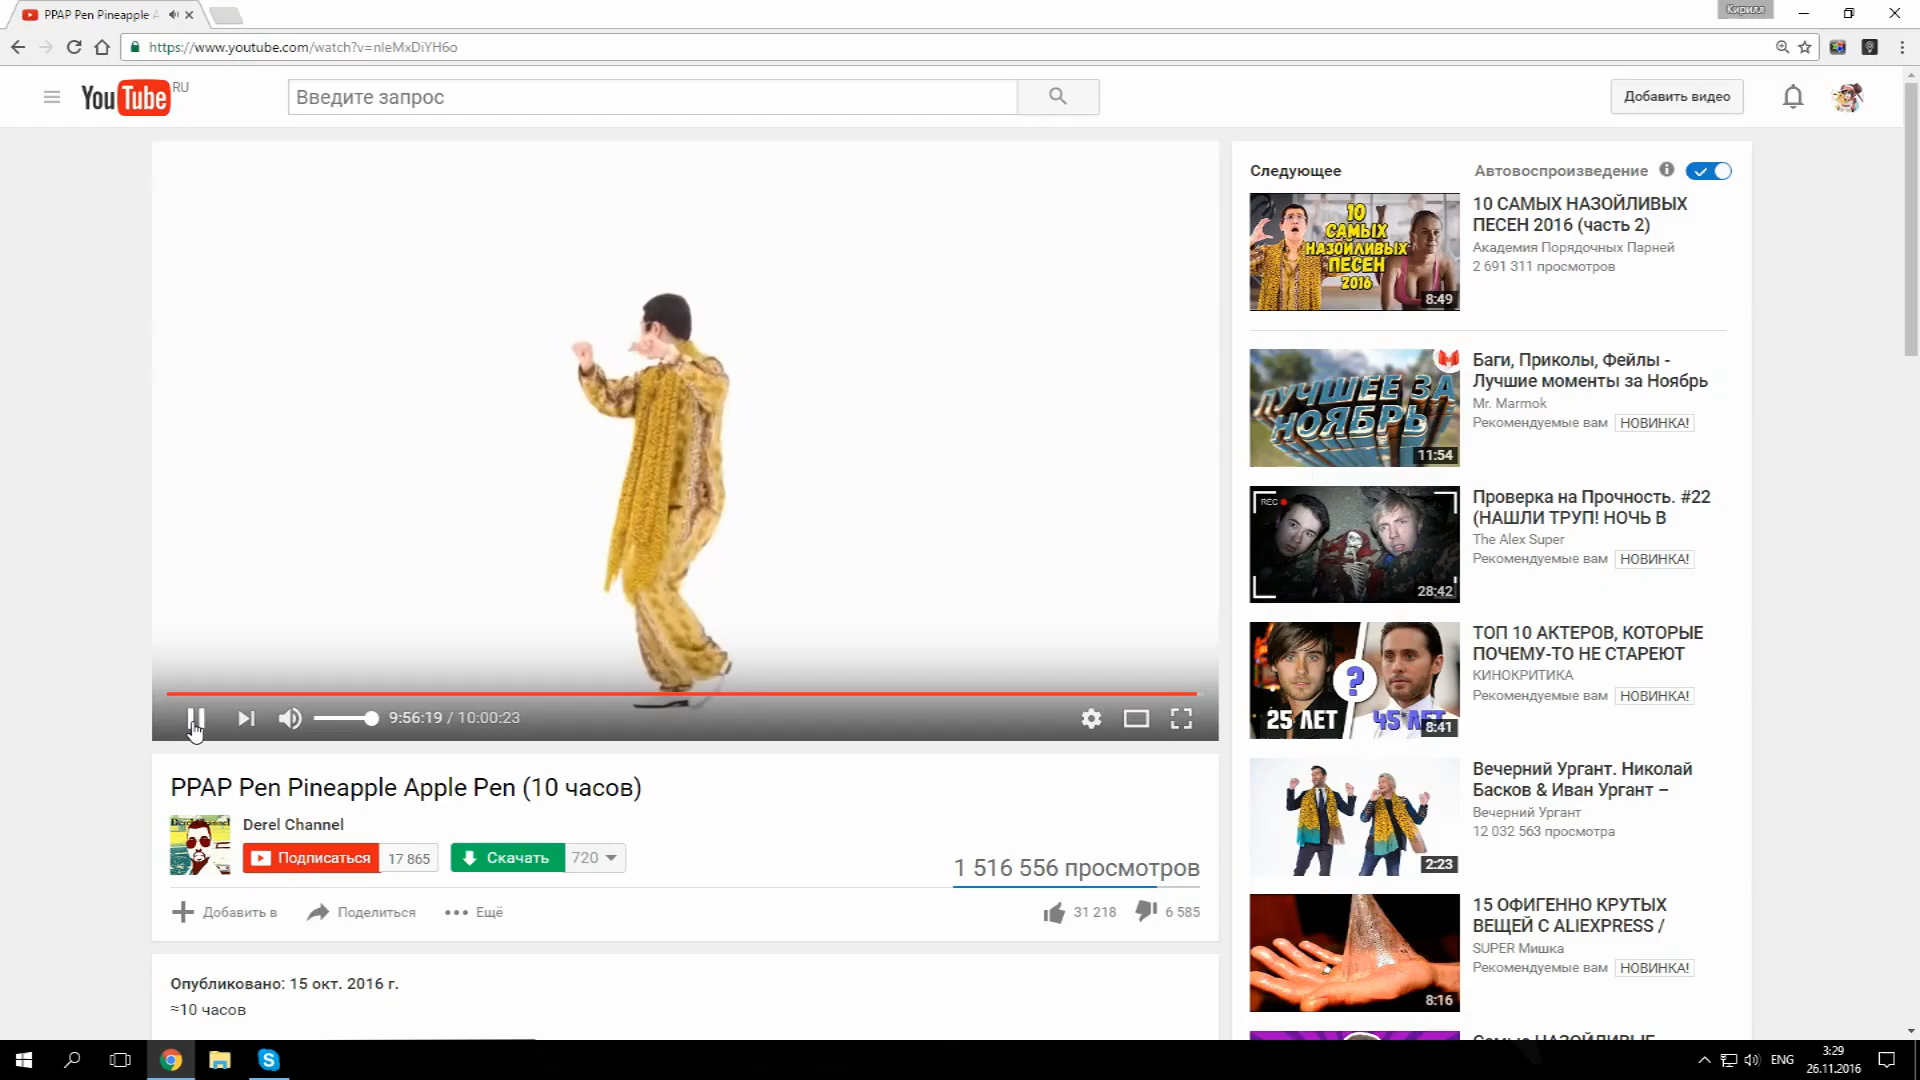 PPAP Pen Pineapple A
Кирилл
https://www.youtube.com/watch?v=nIeMxDiYH6o
YouTube RU
Введите запрос
Добавить видео
Следующее
Автовоспроизведение
10 САМЫХ НАЗОЙЛИВЫХ ПЕСЕН 2016
8:49
10 САМЫХ НАЗОЙЛИВЫХ
ПЕСЕН 2016 (часть 2)
Академия Порядочных Парней
2 691 311 просмотров
ЛУЧШЕЕ ЗА НОЯБРЬ
11:54
Баги, Приколы, Фейлы -
Лучшие моменты за Ноябрь
Mr. Marmok
Рекомендуемые вам НОВИНКА!
REC
28:42
Проверка на Прочность. #22
(НАШЛИ ТРУП! НОЧЬ В
The Alex Super
Рекомендуемые вам НОВИНКА!
?
25 ЛЕТ
45 ЛЕТ
8:41
ТОП 10 АКТЕРОВ, КОТОРЫЕ
ПОЧЕМУ-ТО НЕ СТАРЕЮТ
КИНОКРИТИКА
Рекомендуемые вам НОВИНКА!
2:23
Вечерний Ургант. Николай
Басков & Иван Ургант –
Вечерний Ургант
12 032 563 просмотра
8:16
15 ОФИГЕННО КРУТЫХ
ВЕЩЕЙ С ALIEXPRESS /
SUPER Мишка
Рекомендуемые вам НОВИНКА!
9:56:19 / 10:00:23
PPAP Pen Pineapple Apple Pen (10 часов)
Derel Channel
Подписаться 17 865
Скачать 720
1 516 556 просмотров
Добавить в
Поделиться
Ещё
31 218
6 585
Опубликовано: 15 окт. 2016 г.
≈10 часов
ENG
3:29
26.11.2016